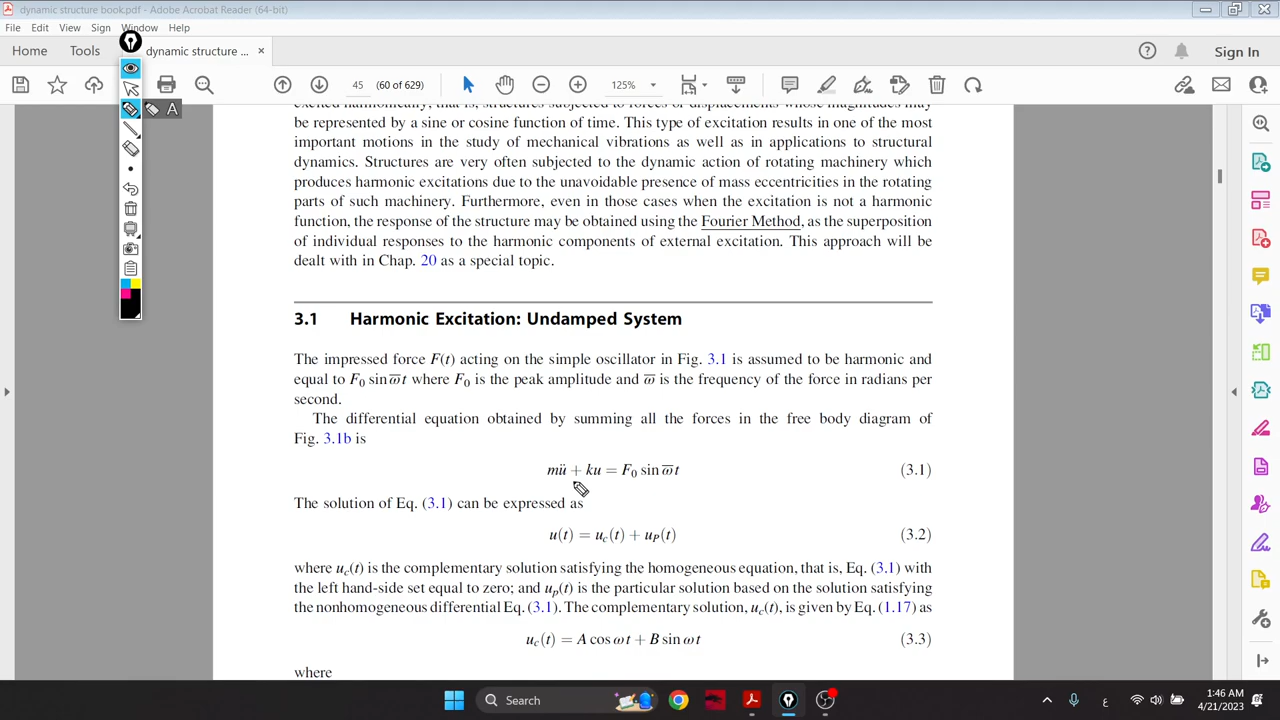 dynamic structure book.pdf - Adobe Acrobat Reader (64-bit)
File Edit View Sign Window Help
Home Tools dynamic structure ... × Sign In
45 (60 of 629) 125%
A
excited harmonically, that is, structures subjected to forces or displacements whose magnitudes may
be represented by a sine or cosine function of time. This type of excitation results in one of the most
important motions in the study of mechanical vibrations as well as in applications to structural
dynamics. Structures are very often subjected to the dynamic action of rotating machinery which
produces harmonic excitations due to the unavoidable presence of mass eccentricities in the rotating
parts of such machinery. Furthermore, even in those cases when the excitation is not a harmonic
function, the response of the structure may be obtained using the Fourier Method, as the superposition
of individual responses to the harmonic components of external excitation. This approach will be
dealt with in Chap. 20 as a special topic.
3.1 Harmonic Excitation: Undamped System
The impressed force F(t) acting on the simple oscillator in Fig. 3.1 is assumed to be harmonic and
equal to F₀ sin ω̅ t where F₀ is the peak amplitude and ω̅ is the frequency of the force in radians per
second.
The differential equation obtained by summing all the forces in the free body diagram of
Fig. 3.1b is
mü + ku = F₀ sin ω̅ t (3.1)
The solution of Eq. (3.1) can be expressed as
u(t) = u_c(t) + u_P(t) (3.2)
where u_c(t) is the complementary solution satisfying the homogeneous equation, that is, Eq. (3.1) with
the left hand-side set equal to zero; and u_p(t) is the particular solution based on the solution satisfying
the nonhomogeneous differential Eq. (3.1). The complementary solution, u_c(t), is given by Eq. (1.17) as
u_c(t) = A cos ω t + B sin ω t (3.3)
where
Search
ع
1:46 AM
4/21/2023